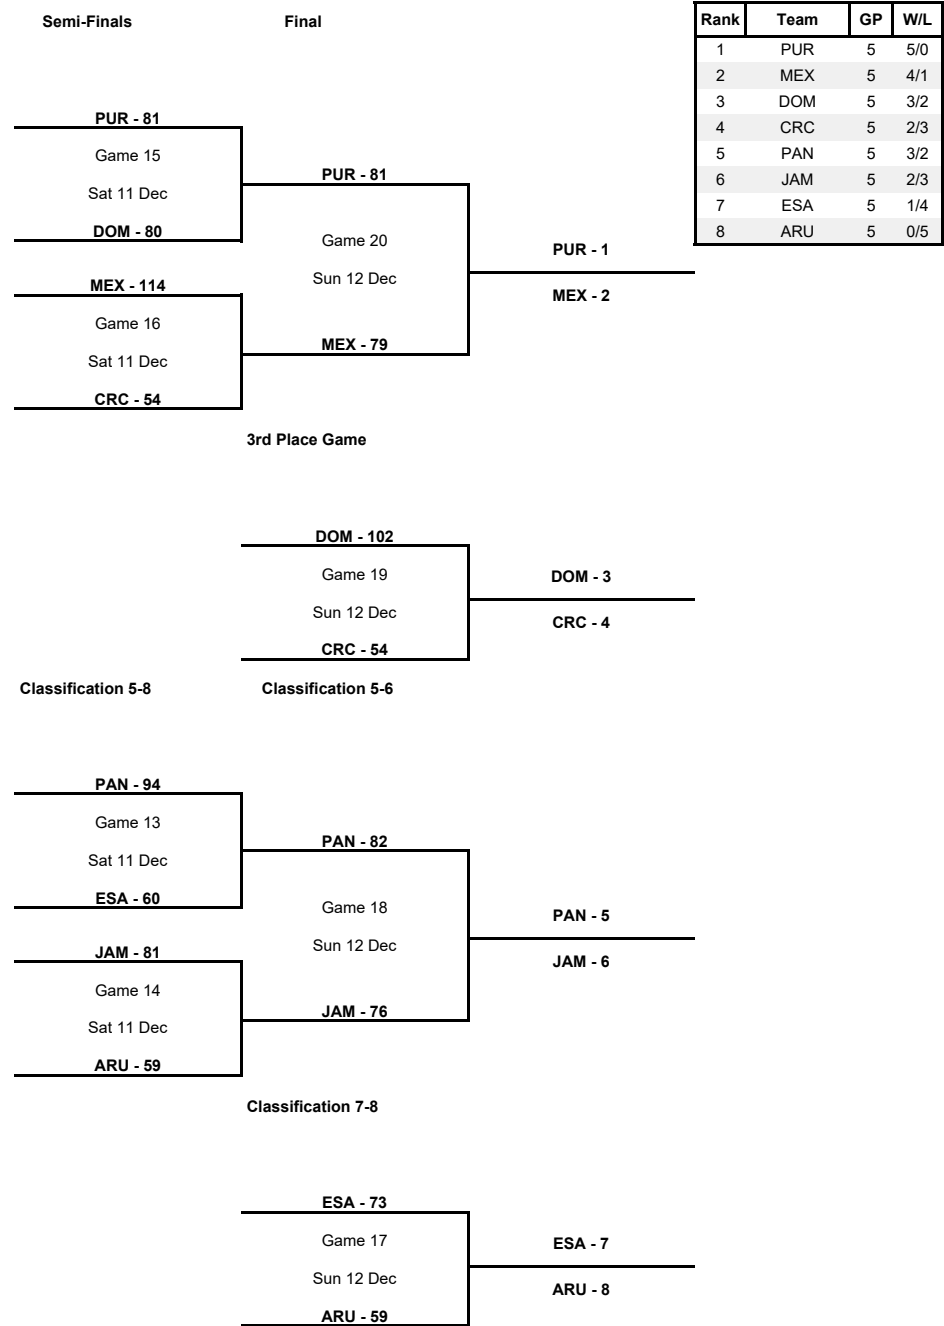 Semi-Finals Final
Rank Team GP W/L
1 PUR 5 5/0
2 MEX 5 4/1
3 DOM 5 3/2
4 CRC 5 2/3
5 PAN 5 3/2
6 JAM 5 2/3
7 ESA 5 1/4
8 ARU 5 0/5
PUR - 81
Game 15
Sat 11 Dec
DOM - 80
MEX - 114
Game 16
Sat 11 Dec
CRC - 54
PUR - 81
Game 20
Sun 12 Dec
MEX - 79
PUR - 1
MEX - 2
3rd Place Game
DOM - 102
Game 19
Sun 12 Dec
CRC - 54
DOM - 3
CRC - 4
Classification 5-8 Classification 5-6
PAN - 94
Game 13
Sat 11 Dec
ESA - 60
JAM - 81
Game 14
Sat 11 Dec
ARU - 59
PAN - 82
Game 18
Sun 12 Dec
JAM - 76
PAN - 5
JAM - 6
Classification 7-8
ESA - 73
Game 17
Sun 12 Dec
ARU - 59
ESA - 7
ARU - 8